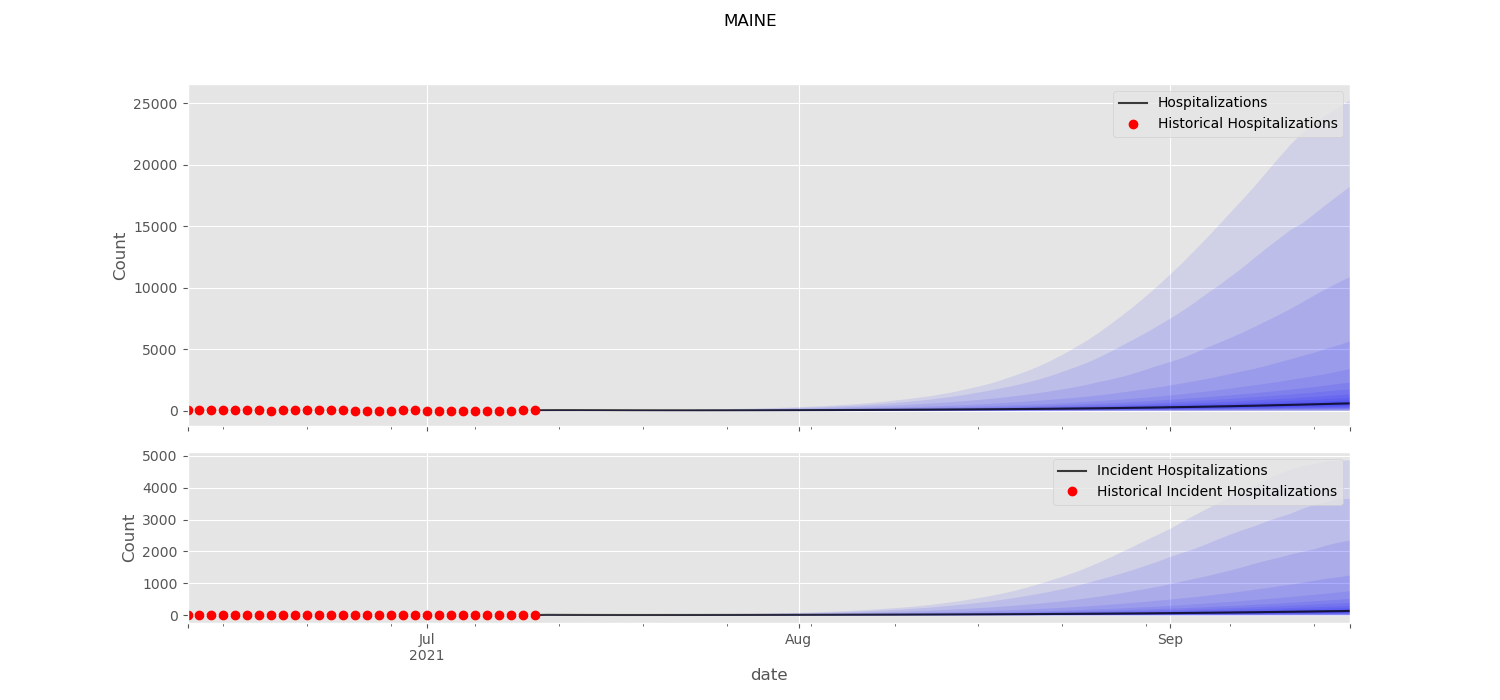 MAINE
25000
20000
15000
10000
5000
0
Count
Hospitalizations
Historical Hospitalizations
5000
4000
3000
2000
1000
0
Count
Incident Hospitalizations
Historical Incident Hospitalizations
Jul
2021
Aug
Sep
date